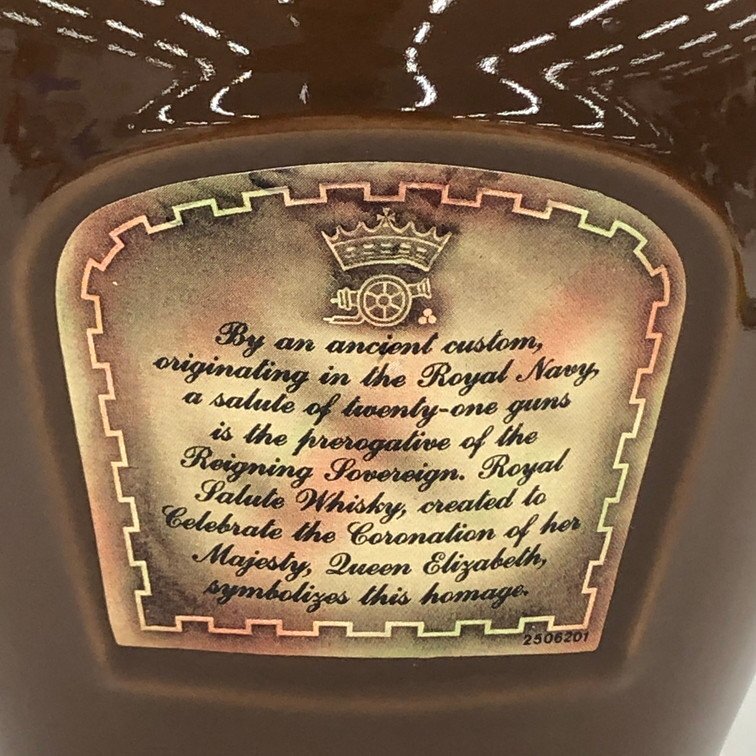 By an ancient custom,
originating in the Royal Navy,
a salute of twenty-one guns
is the prerogative of the
Reigning Sovereign. Royal
Salute Whisky, created to
Celebrate the Coronation of her
Majesty, Queen Elizabeth,
symbolizes this homage.
2506201